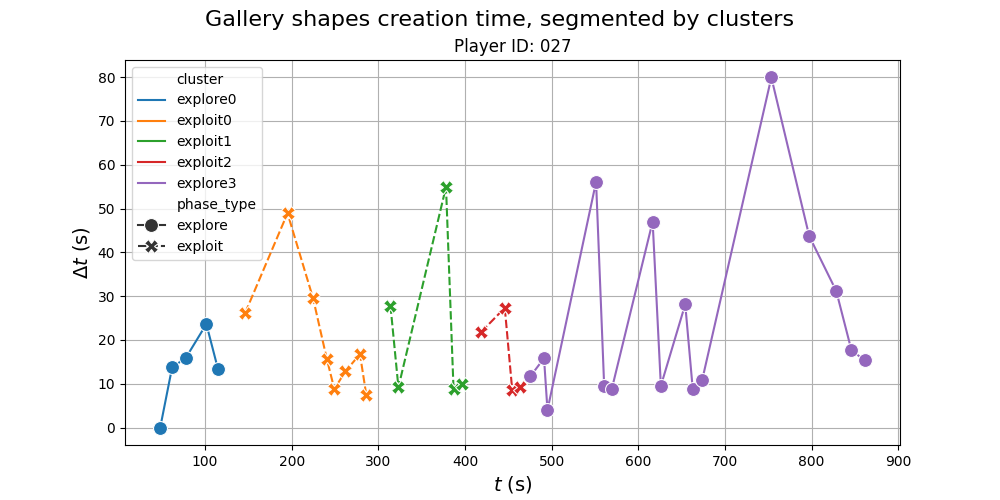 Gallery shapes creation time, segmented by clusters
Player ID: 027
cluster
explore0
exploit0
exploit1
exploit2
explore3
phase_type
explore
exploit
Δt (s)
80
70
60
50
40
30
20
10
0
100 200 300 400 500 600 700 800 900
t (s)